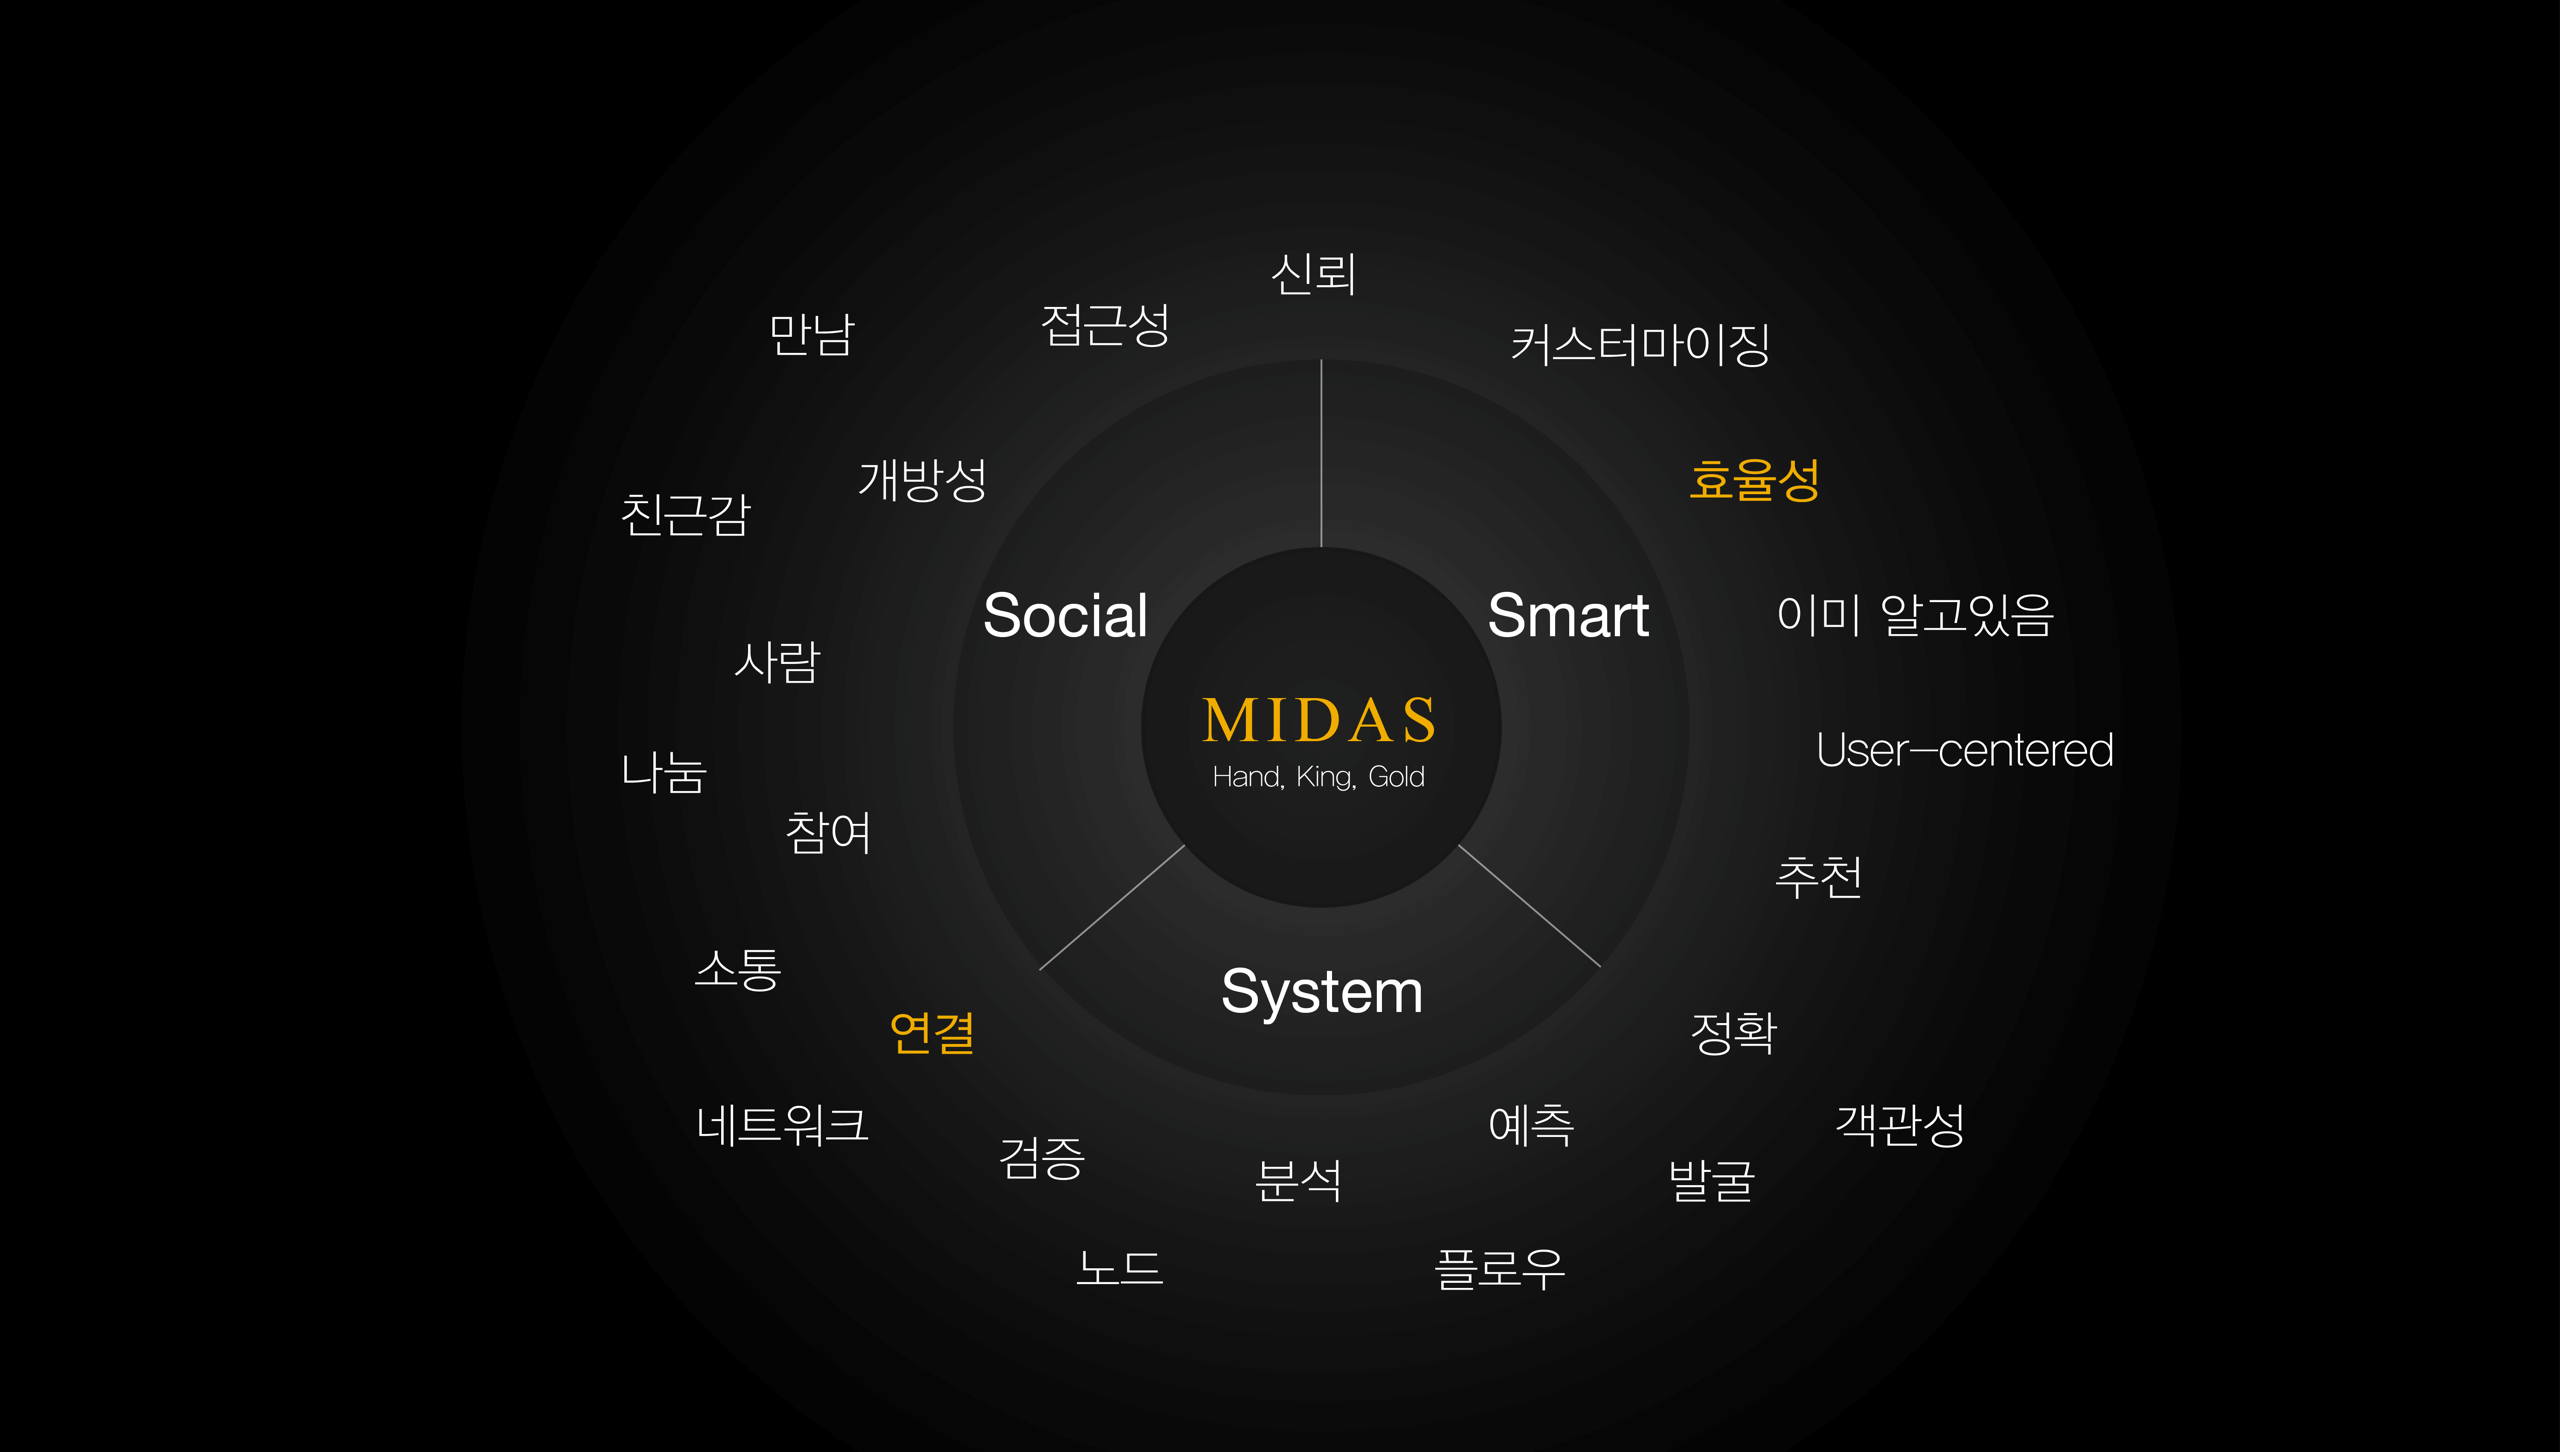 신뢰
접근성
만남
커스터마이징
개방성
효율성
친근감
Social
Smart
이미 알고있음
사람
MIDAS
Hand, King, Gold
User-centered
나눔
참여
추천
소통
System
연결
정확
네트워크
예측
객관성
검증
분석
발굴
노드
플로우